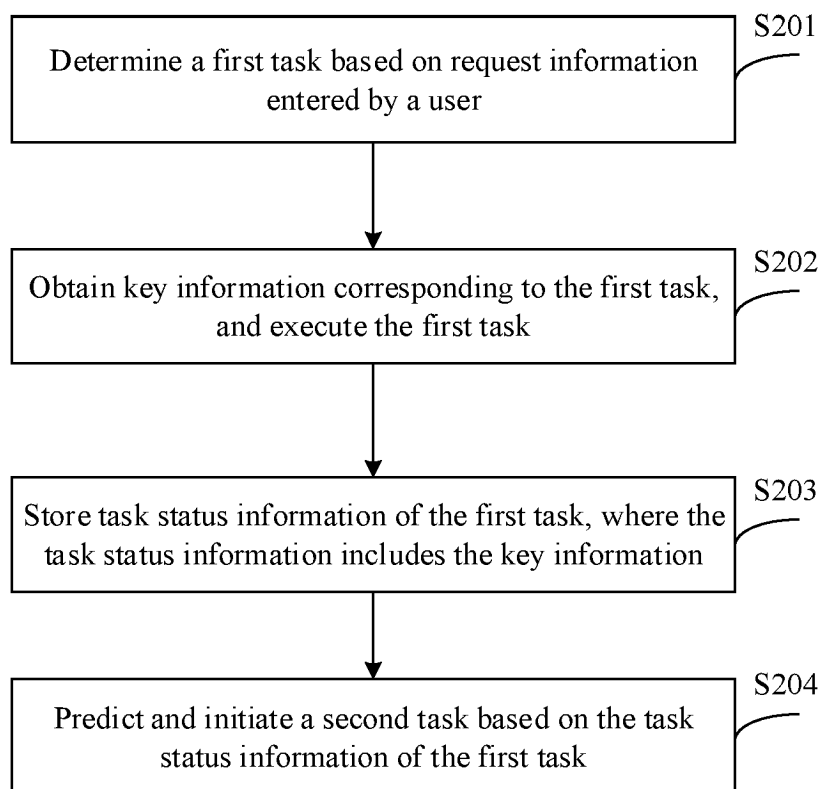 S201
Determine a first task based on request information
entered by a user
S202
Obtain key information corresponding to the first task,
and execute the first task
S203
Store task status information of the first task, where the
task status information includes the key information
S204
Predict and initiate a second task based on the task
status information of the first task